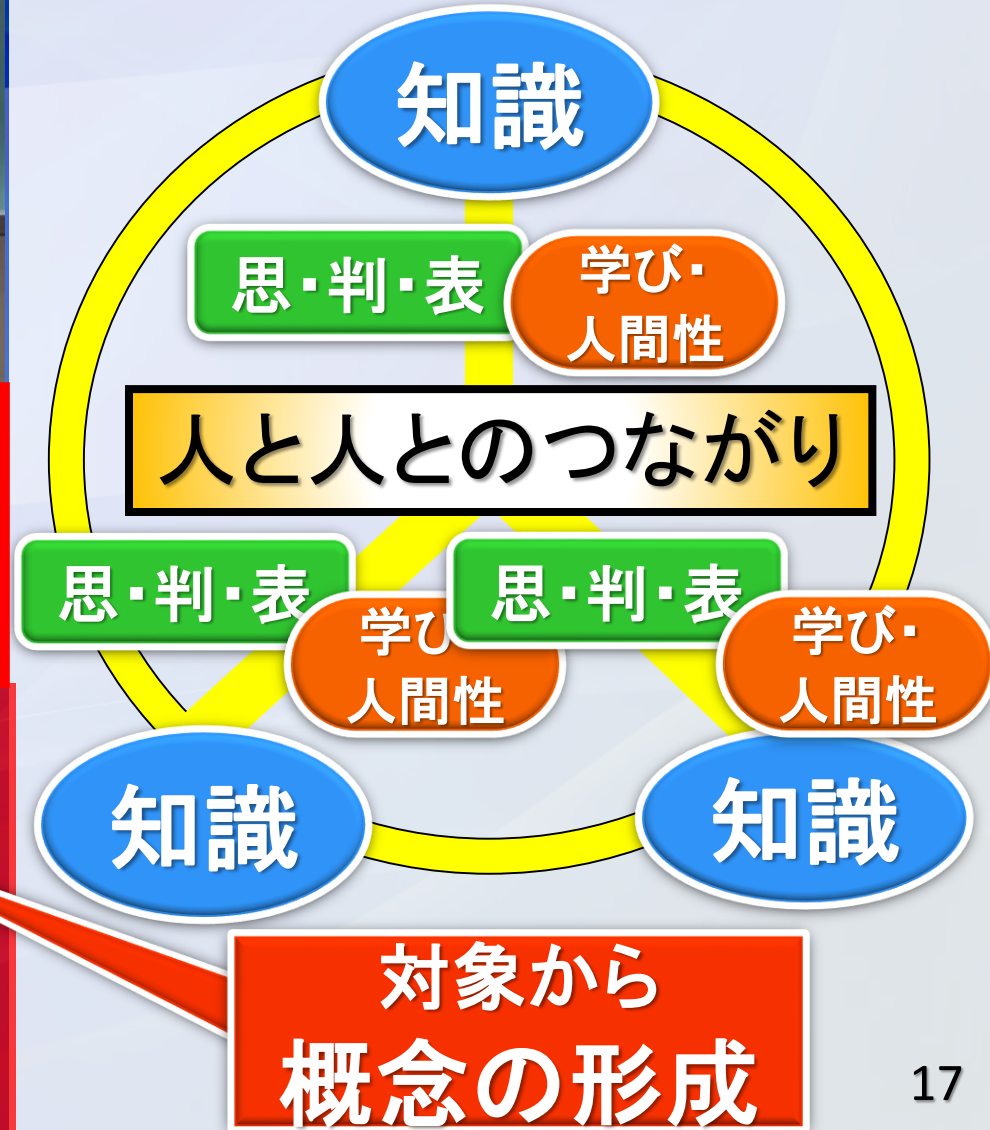 知識
思・判・表
学び・
人間性
人と人とのつながり
思・判・表
学び
人間性
思・判・表
学び・
人間性
知識
知識
対象から
概念の形成
17